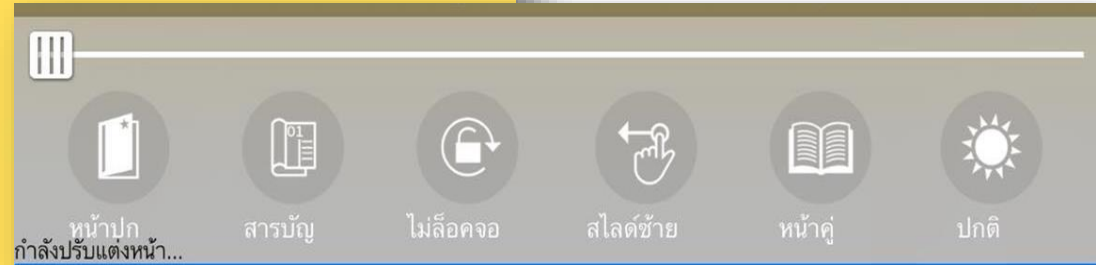 01
หน้าปก สารบัญ ไม่ล็อคจอ สไลด์ซ้าย หน้าคู่ ปกติ
กำลังปรับแต่งหน้า...